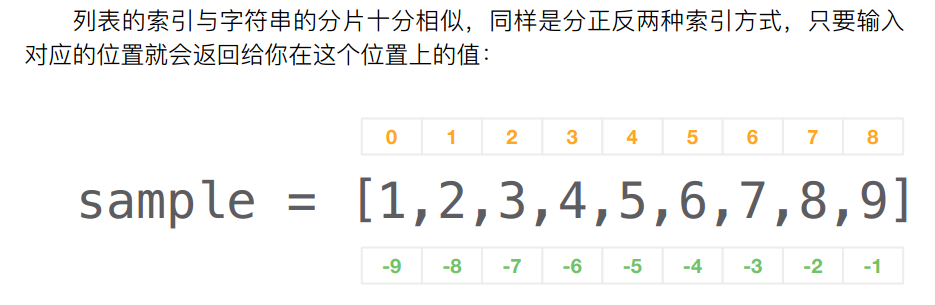 列表的索引与字符串的分片十分相似，同样是分正反两种索引方式，只要输入
对应的位置就会返回给你在这个位置上的值：
0 1 2 3 4 5 6 7 8
sample = [1,2,3,4,5,6,7,8,9]
-9 -8 -7 -6 -5 -4 -3 -2 -1